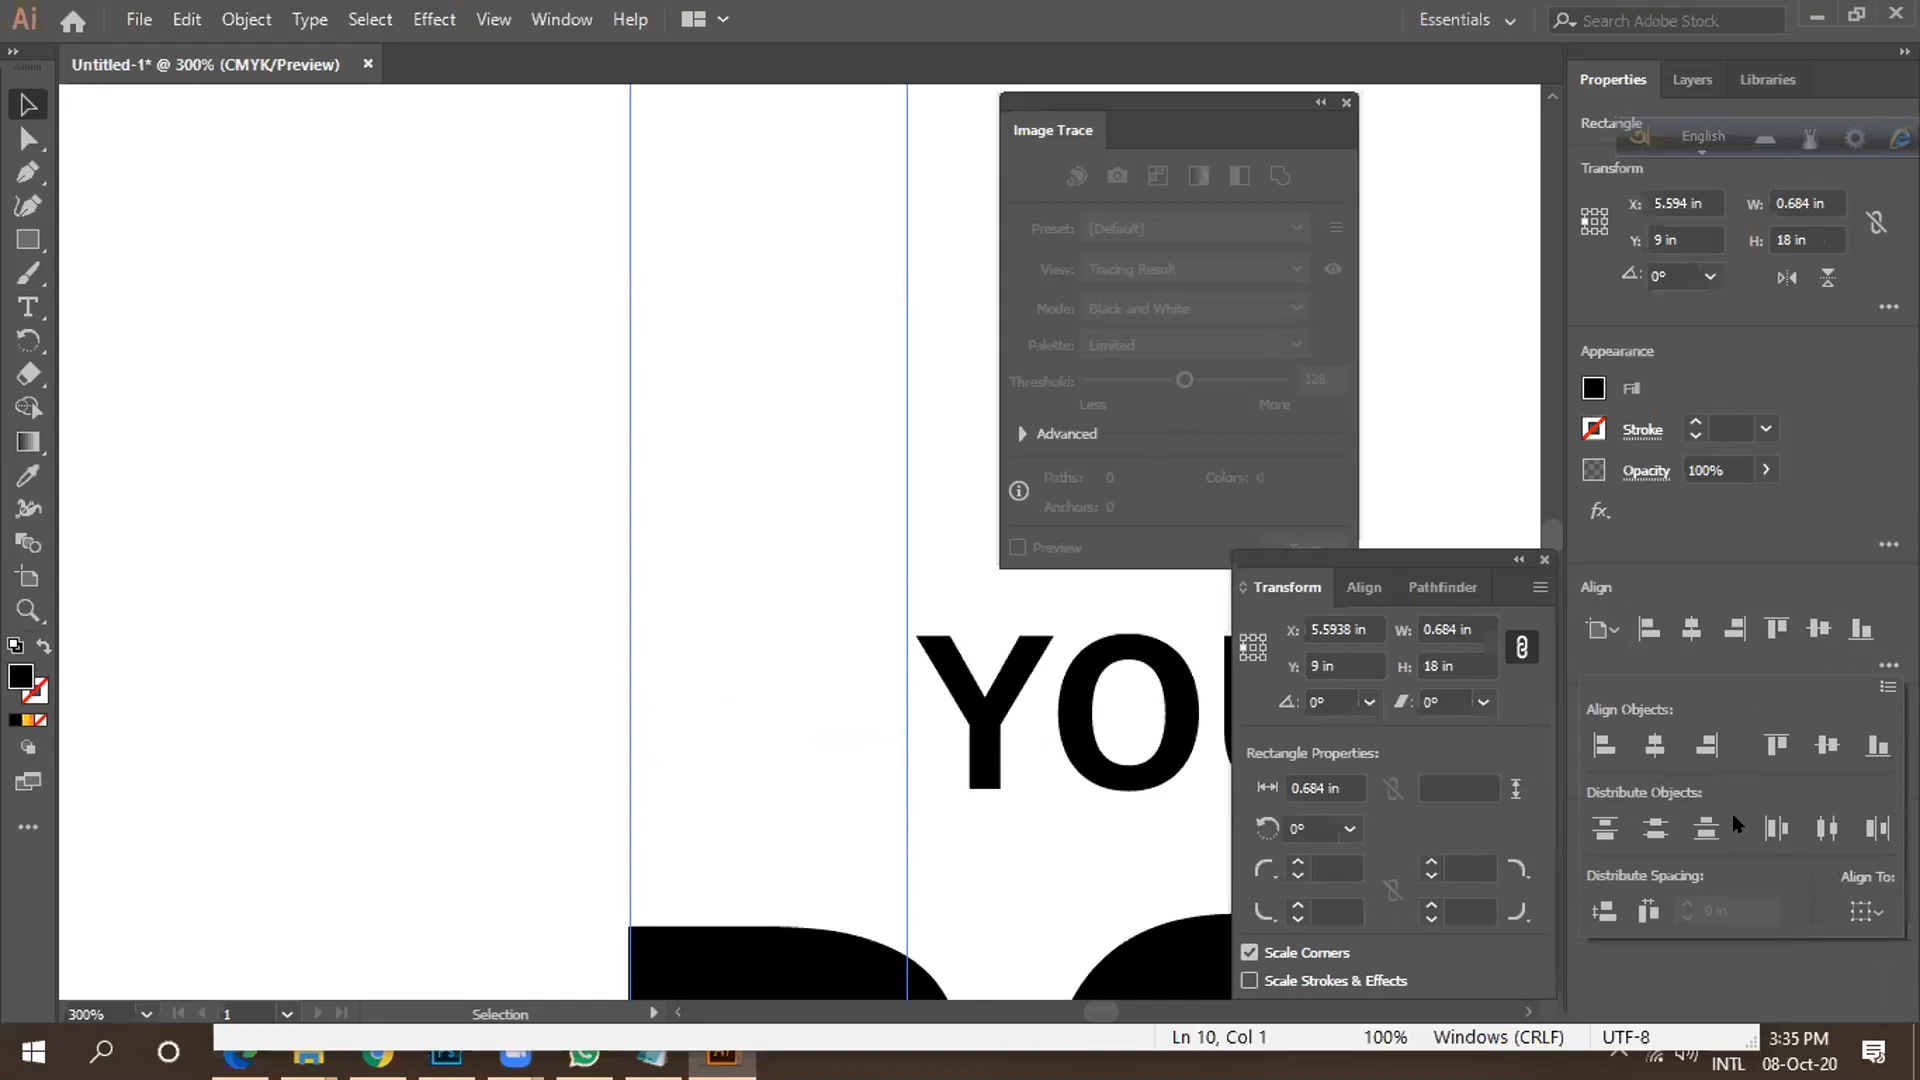 Ai File Edit Object Type Select Effect View Window Help Essentials Search Adobe Stock
Untitled-1* @ 300% (CMYK/Preview)
Properties Layers Libraries
Rectangle
English
Transform
X: 5.594 in W: 0.684 in
Y: 9 in H: 18 in
0°
Appearance
Fill
Stroke
Opacity 100%
fx.
Align
Align Objects:
Distribute Objects:
Distribute Spacing: Align To:
0 in
Image Trace
Preset: [Default]
View: Tracing Result
Mode: Black and White
Palette: Limited
Threshold: 128
Less More
Advanced
Paths: 0 Colors: 0
Anchors: 0
Preview
Transform Align Pathfinder
X: 5.5938 in W: 0.684 in
Y: 9 in H: 18 in
0° 0°
Rectangle Properties:
0.684 in
0°
Scale Corners
Scale Strokes & Effects
YO
300% 1 Selection
Ln 10, Col 1 100% Windows (CRLF) UTF-8
3:35 PM
INTL 08-Oct-20